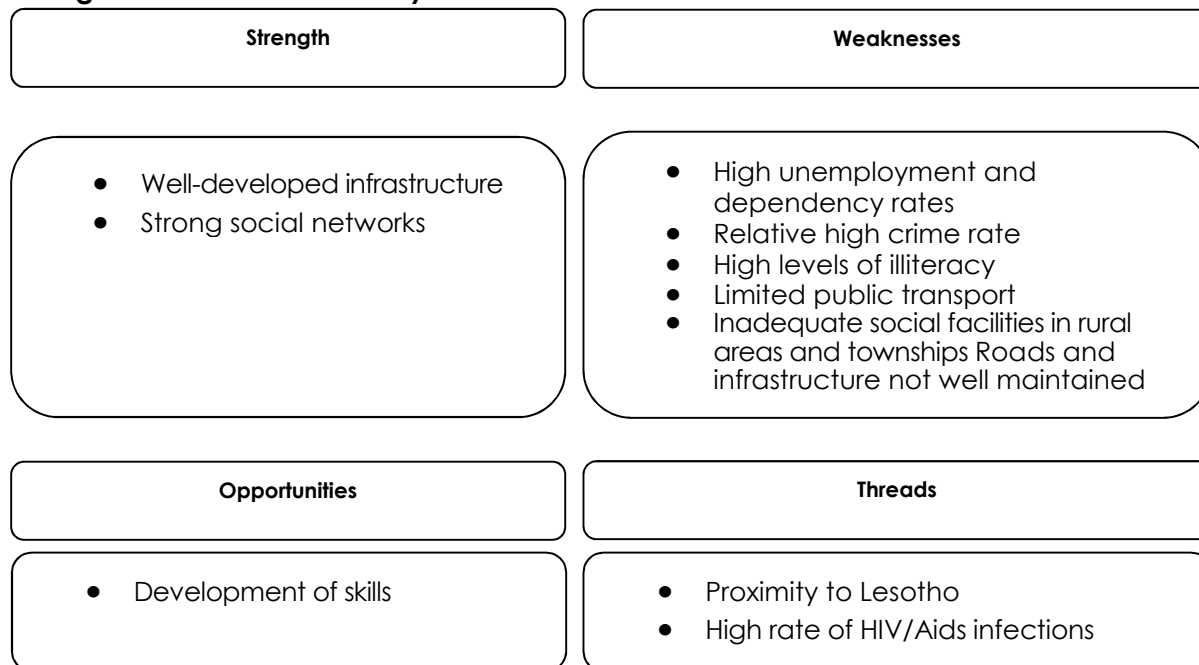 Strength
Weaknesses
● Well-developed infrastructure
● Strong social networks
● High unemployment and
dependency rates
● Relative high crime rate
● High levels of illiteracy
● Limited public transport
● Inadequate social facilities in rural
areas and townships Roads and
infrastructure not well maintained
Opportunities
Threads
● Development of skills
● Proximity to Lesotho
● High rate of HIV/Aids infections